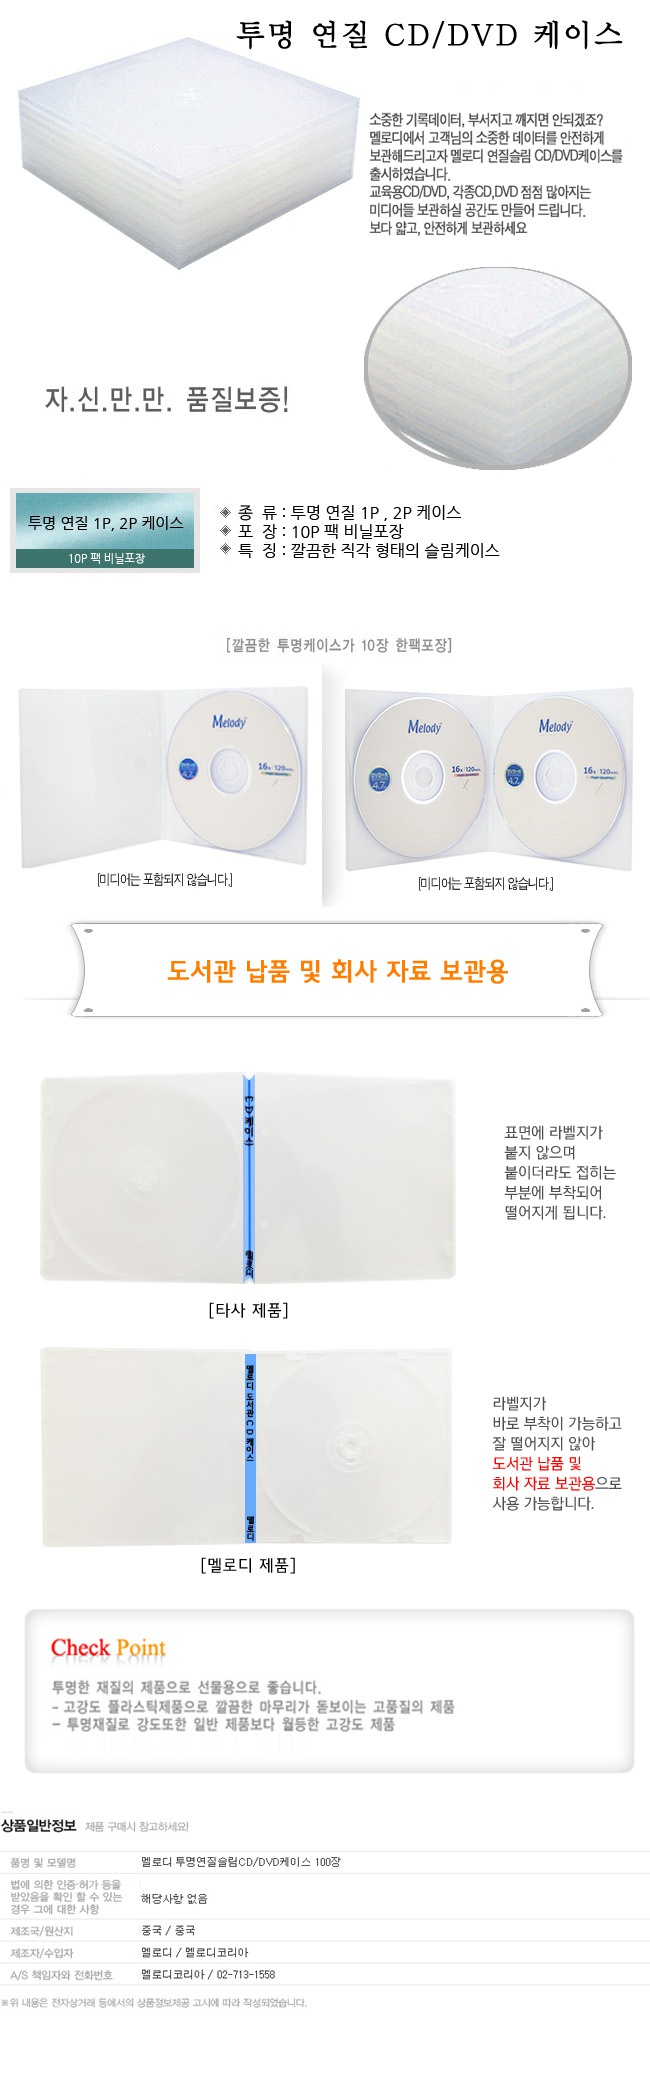 투명 연질 CD/DVD 케이스
소중한 기록데이터, 부서지고 깨지면 안되겠죠?
멜로디에서 고객님의 소중한 데이터를 안전하게
보관해드리고자 멜로디 연질슬림 CD/DVD케이스를
출시하였습니다.
교육용CD/DVD, 각종CD,DVD 점점 많아지는
미디어들 보관하실 공간도 만들어 드립니다.
보다 얇고, 안전하게 보관하세요
자.신.만.만. 품질보증!
투명 연질 1P, 2P 케이스
10P 팩 비닐포장
◈ 종 류 : 투명 연질 1P , 2P 케이스
◈ 포 장 : 10P 팩 비닐포장
◈ 특 징 : 깔끔한 직각 형태의 슬림케이스
[깔끔한 투명케이스가 10장 한팩포장]
Melody
16x 120min.
4.7
Melody
16x 120min.
4.7
Melody
16x 120min.
4.7
[미디어는 포함되지 않습니다.]
[미디어는 포함되지 않습니다.]
도서관 납품 및 회사 자료 보관용
CD케이스
멜로디
표면에 라벨지가
붙지 않으며
붙이더라도 접히는
부분에 부착되어
떨어지게 됩니다.
[타사 제품]
멜로디 도서관 CD케이스
멜로디
라벨지가
바로 부착이 가능하고
잘 떨어지지 않아
도서관 납품 및
회사 자료 보관용으로
사용 가능합니다.
[멜로디 제품]
Check Point
투명한 재질의 제품으로 선물용으로 좋습니다.
- 고강도 플라스틱제품으로 깔끔한 마무리가 돋보이는 고품질의 제품
- 투명재질로 강도또한 일반 제품보다 월등한 고강도 제품
상품일반정보 제품 구매시 참고하세요!
품명 및 모델명 멜로디 투명연질슬림CD/DVD케이스 100장
법에 의한 인증·허가 등을
받았음을 확인 할 수 있는
경우 그에 대한 사항
해당사항 없음
제조국/원산지 중국 / 중국
제조자/수입자 멜로디 / 멜로디코리아
A/S 책임자와 전화번호 멜로디코리아 / 02-713-1558
※위 내용은 전자상거래 등에서의 상품정보제공 고시에 따라 작성되었습니다.